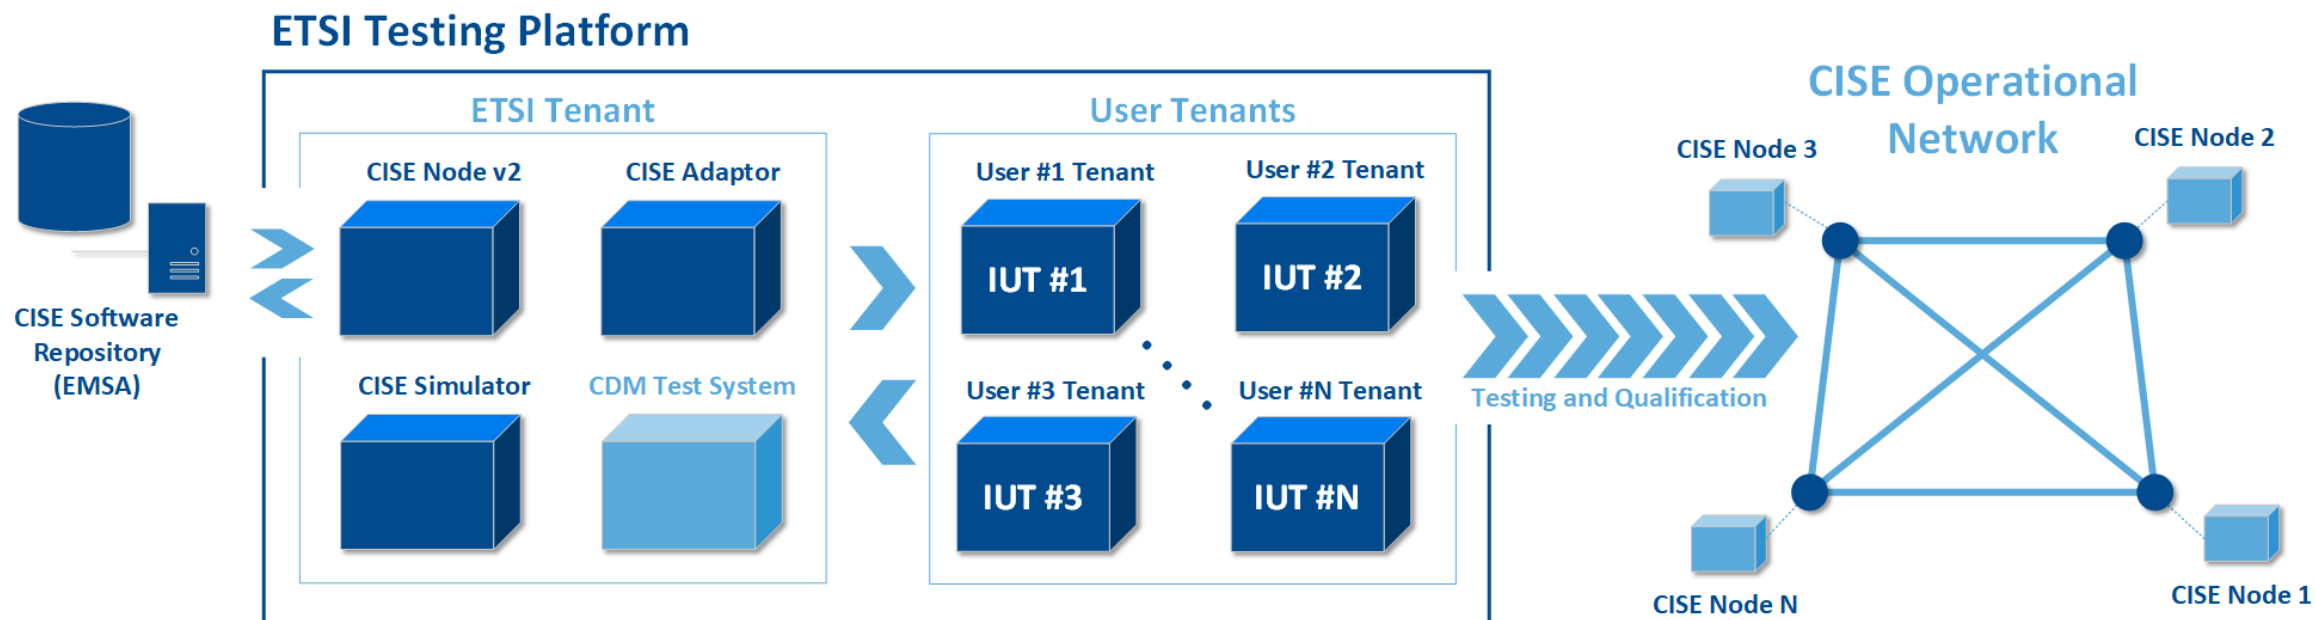 ETSI Testing Platform
CISE Software
Repository
(EMSA)
ETSI Tenant
CISE Node v2
CISE Adaptor
CISE Simulator
CDM Test System
User Tenants
User #1 Tenant
IUT #1
User #2 Tenant
IUT #2
User #3 Tenant
IUT #3
User #N Tenant
IUT #N
Testing and Qualification
CISE Operational
Network
CISE Node 3
CISE Node 2
CISE Node N
CISE Node 1